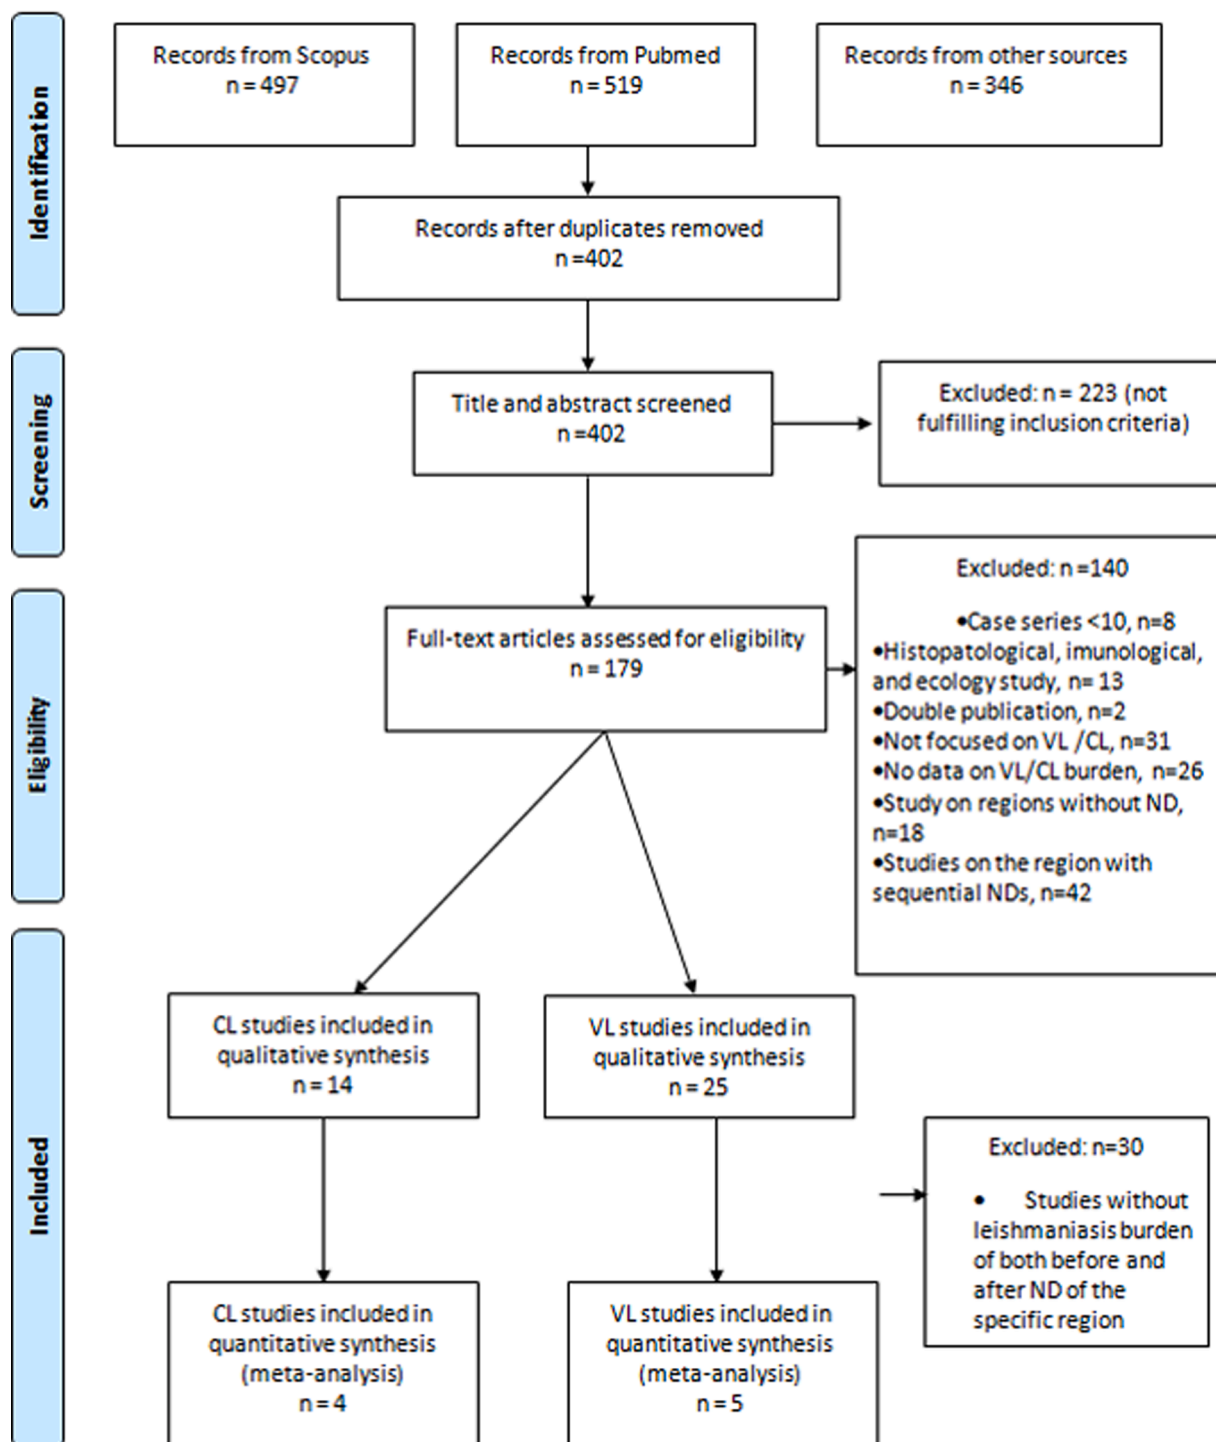 Identification
Records from Scopus
n = 497
Records from Pubmed
n = 519
Records from other sources
n = 346
Records after duplicates removed
n =402
Screening
Title and abstract screened
n =402
Excluded: n = 223 (not
fulfilling inclusion criteria)
Eligibility
Full-text articles assessed for eligibility
n = 179
Excluded: n =140
•Case series <10, n=8
•Histopatological, imunological,
and ecology study, n= 13
•Double publication, n=2
•Not focused on VL /CL, n=31
•No data on VL/CL burden, n=26
•Study on regions without ND,
n=18
•Studies on the region with
sequential NDs, n=42
Included
CL studies included in
qualitative synthesis
n = 14
VL studies included in
qualitative synthesis
n = 25
Excluded: n=30
• Studies without
leishmaniasis burden
of both before and
after ND of the
specific region
CL studies included in
quantitative synthesis
(meta-analysis)
n = 4
VL studies included in
quantitative synthesis
(meta-analysis)
n = 5